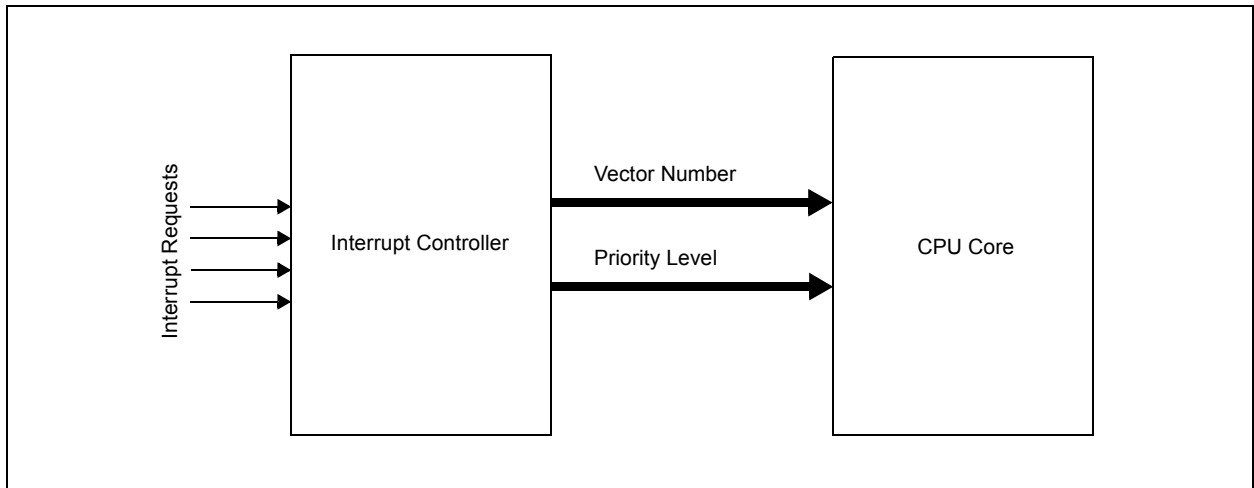 Interrupt Requests
Interrupt Controller
Vector Number
Priority Level
CPU Core